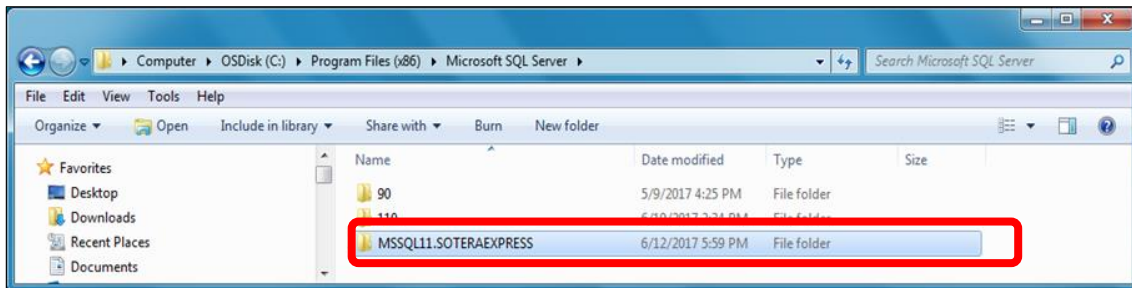 Computer ▸ OSDisk (C:) ▸ Program Files (x86) ▸ Microsoft SQL Server ▸ Search Microsoft SQL Server
File Edit View Tools Help
Organize ▾ Open Include in library ▾ Share with ▾ Burn New folder
Favorites
Desktop
Downloads
Recent Places
Documents
Name Date modified Type Size
90 5/9/2017 4:25 PM File folder
MSSQL11.SOTERAEXPRESS 6/12/2017 5:59 PM File folder